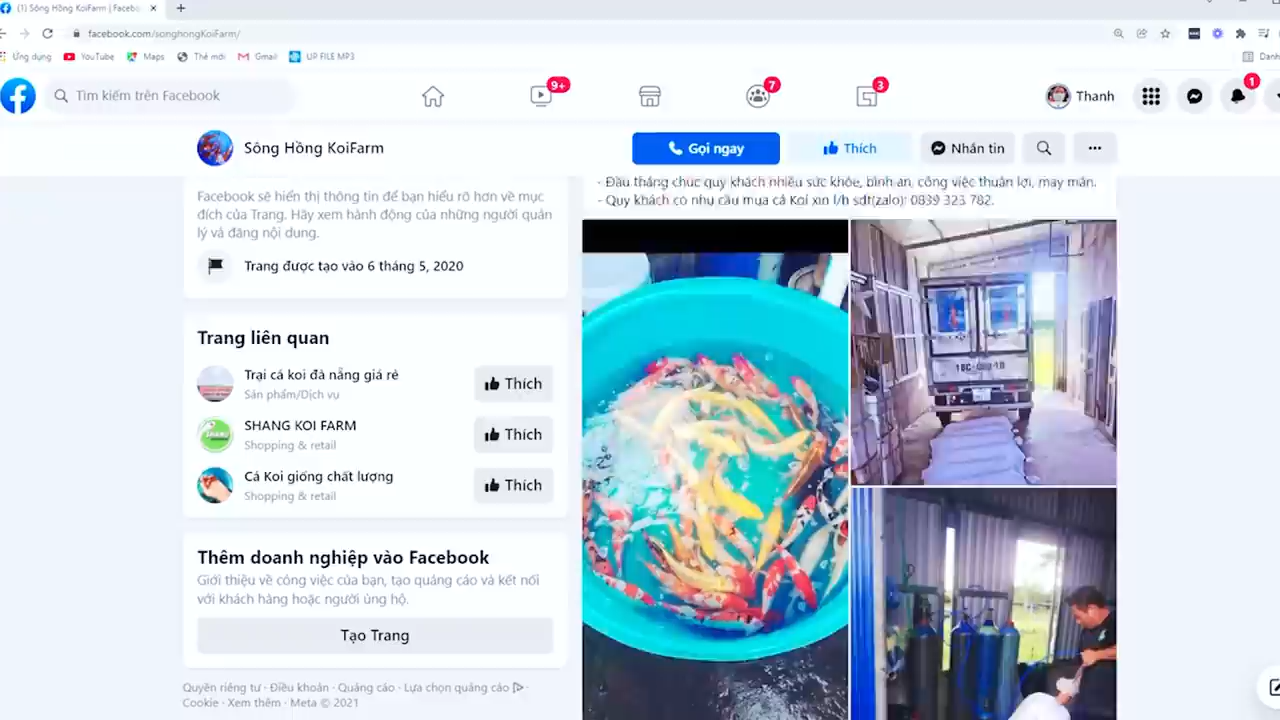 (1) Sông Hồng KoiFarm | Facebo
facebook.com/songhongKoiFarm/
Ứng dụng
YouTube
Maps
Thẻ mới
Gmail
UP FILE MP3
Danh
Tìm kiếm trên Facebook
9+
7
3
Thanh
1
Sông Hồng KoiFarm
Gọi ngay
Thích
Nhắn tin
Facebook sẽ hiển thị thông tin để bạn hiểu rõ hơn về mục
đích của Trang. Hãy xem hành động của những người quản
lý và đăng nội dung.
Trang được tạo vào 6 tháng 5, 2020
Trang liên quan
Trại cá koi đà nẵng giá rẻ
Sản phẩm/Dịch vụ
Thích
SHANG KOI FARM
Shopping & retail
Thích
Cá Koi giống chất lượng
Shopping & retail
Thích
Thêm doanh nghiệp vào Facebook
Giới thiệu về công việc của bạn, tạo quảng cáo và kết nối
với khách hàng hoặc người ủng hộ.
Tạo Trang
Quyền riêng tư · Điều khoản · Quảng cáo · Lựa chọn quảng cáo ·
Cookie · Xem thêm · Meta © 2021
- Đầu tháng chúc quý khách nhiều sức khỏe, bình an, công việc thuận lợi, may mắn.
- Quý khách có nhu cầu mua cá Koi xin l/h sdt(zalo): 0839 323 782.